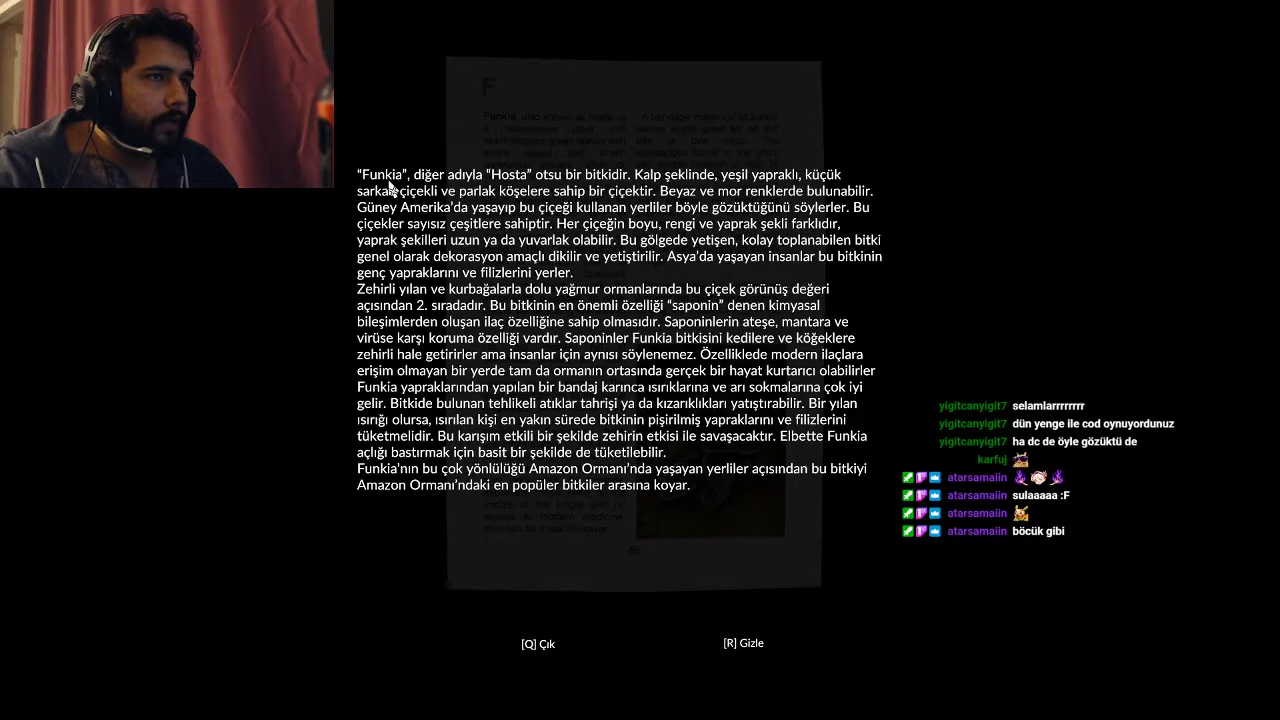 F
“Funkia”, diğer adıyla “Hosta” otsu bir bitkidir. Kalp şeklinde, yeşil yapraklı, küçük
sarkık çiçekli ve parlak köşelere sahip bir çiçektir. Beyaz ve mor renklerde bulunabilir.
Güney Amerika’da yaşayıp bu çiçeği kullanan yerliler böyle gözüktüğünü söylerler. Bu
çiçekler sayısız çeşitlere sahiptir. Her çiçeğin boyu, rengi ve yaprak şekli farklıdır,
yaprak şekilleri uzun ya da yuvarlak olabilir. Bu gölgede yetişen, kolay toplanabilen bitki
genel olarak dekorasyon amaçlı dikilir ve yetiştirilir. Asya’da yaşayan insanlar bu bitkinin
genç yapraklarını ve filizlerini yerler.
Zehirli yılan ve kurbağalarla dolu yağmur ormanlarında bu çiçek görünüş değeri
açısından 2. sıradadır. Bu bitkinin en önemli özelliği “saponin” denen kimyasal
bileşimlerden oluşan ilaç özelliğine sahip olmasıdır. Saponinlerin ateşe, mantara ve
virüse karşı koruma özelliği vardır. Saponinler Funkia bitkisini kedilere ve köğeklere
zehirli hale getirirler ama insanlar için aynısı söylenemez. Özelliklede modern ilaçlara
erişim olmayan bir yerde tam da ormanın ortasında gerçek bir hayat kurtarıcı olabilirler
Funkia yapraklarından yapılan bir bandaj karınca ısırıklarına ve arı sokmalarına çok iyi
gelir. Bitkide bulunan tehlikeli atıklar tahrişi ya da kızarıklıkları yatıştırabilir. Bir yılan
ısırığı olursa, ısırılan kişi en yakın sürede bitkinin pişirilmiş yapraklarını ve filizlerini
tüketmelidir. Bu karışım etkili bir şekilde zehirin etkisi ile savaşacaktır. Elbette Funkia
açlığı bastırmak için basit bir şekilde de tüketilebilir.
Funkia’nın bu çok yönlülüğü Amazon Ormanı’nda yaşayan yerliler açısından bu bitkiyi
Amazon Ormanı’ndaki en popüler bitkiler arasına koyar.
[Q] Çık
[R] Gizle
yigitcanyigit7 selamlarrrrrrrr
yigitcanyigit7 dün yenge ile cod oynuyordunuz
yigitcanyigit7 ha dc de öyle gözüktü de
karfuj
atarsamaiin
atarsamaiin sulaaaaa :F
atarsamaiin
atarsamaiin böcük gibi